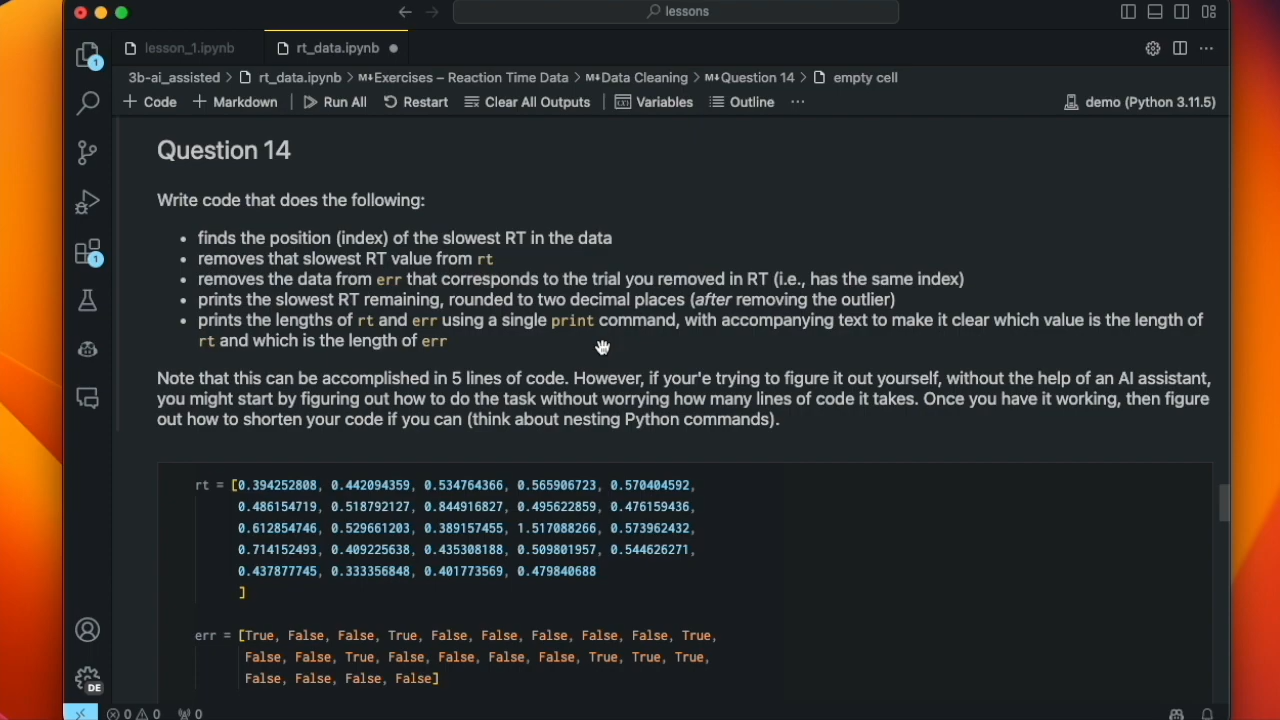 lessons
lesson_1.ipynb
rt_data.ipynb
3b-ai_assisted > rt_data.ipynb > M↓Exercises – Reaction Time Data > M↓Data Cleaning > M↓Question 14 > empty cell
+ Code + Markdown | Run All Restart Clear All Outputs | Variables Outline ··· demo (Python 3.11.5)
1
1
Question 14
Write code that does the following:
• finds the position (index) of the slowest RT in the data
• removes that slowest RT value from rt
• removes the data from err that corresponds to the trial you removed in RT (i.e., has the same index)
• prints the slowest RT remaining, rounded to two decimal places (after removing the outlier)
• prints the lengths of rt and err using a single print command, with accompanying text to make it clear which value is the length of
rt and which is the length of err
Note that this can be accomplished in 5 lines of code. However, if your'e trying to figure it out yourself, without the help of an AI assistant,
you might start by figuring out how to do the task without worrying how many lines of code it takes. Once you have it working, then figure
out how to shorten your code if you can (think about nesting Python commands).
rt = [0.394252808, 0.442094359, 0.534764366, 0.565906723, 0.570404592,
0.486154719, 0.518792127, 0.844916827, 0.495622859, 0.476159436,
0.612854746, 0.529661203, 0.389157455, 1.517088266, 0.573962432,
0.714152493, 0.409225638, 0.435308188, 0.509801957, 0.544626271,
0.437877745, 0.333356848, 0.401773569, 0.479840688
]
err = [True, False, False, True, False, False, False, False, False, True,
False, False, True, False, False, False, False, True, True, True,
False, False, False, False]
DE
0 0 0